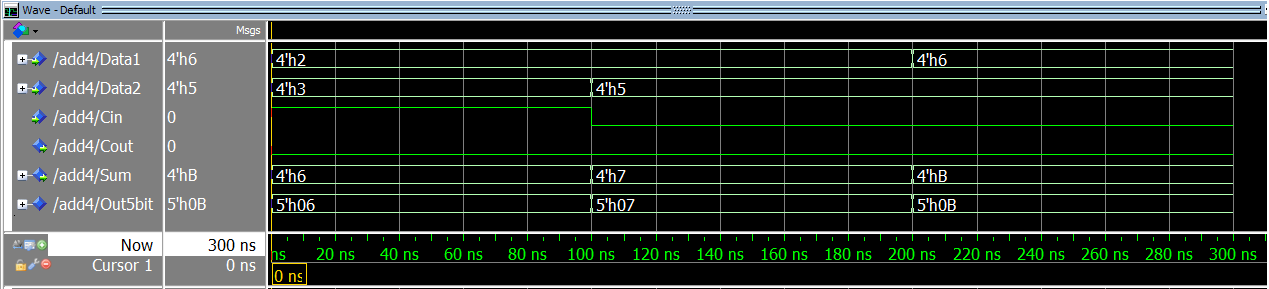 Wave - Default
Msgs
/add4/Data1 4'h6 4'h2 4'h6
/add4/Data2 4'h5 4'h3 4'h5
/add4/Cin 0
/add4/Cout 0
/add4/Sum 4'hB 4'h6 4'h7 4'hB
/add4/Out5bit 5'h0B 5'h06 5'h07 5'h0B
Now 300 ns ns 20 ns 40 ns 60 ns 80 ns 100 ns 120 ns 140 ns 160 ns 180 ns 200 ns 220 ns 240 ns 260 ns 280 ns 300 ns
Cursor 1 0 ns 0 ns